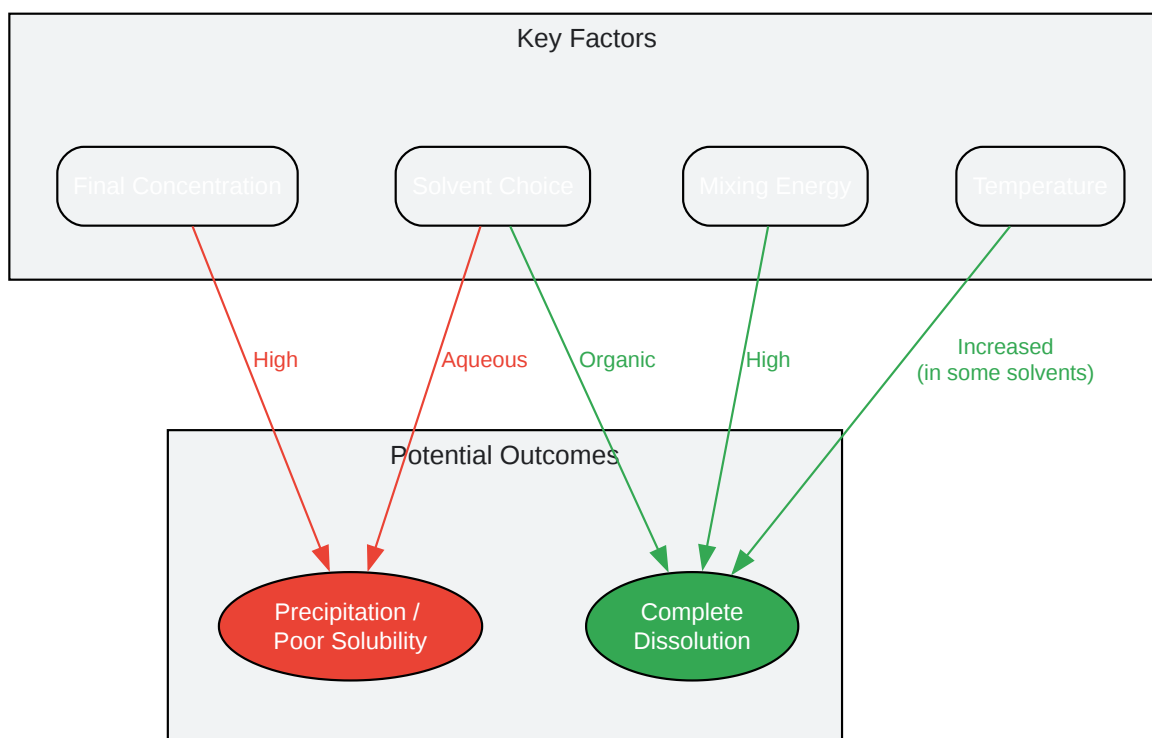 Key Factors
Final Concentration
Solvent Choice
Mixing Energy
Temperature
High
Aqueous
Organic
High
Increased
(in some solvents)
Potential Outcomes
Precipitation /
Poor Solubility
Complete
Dissolution